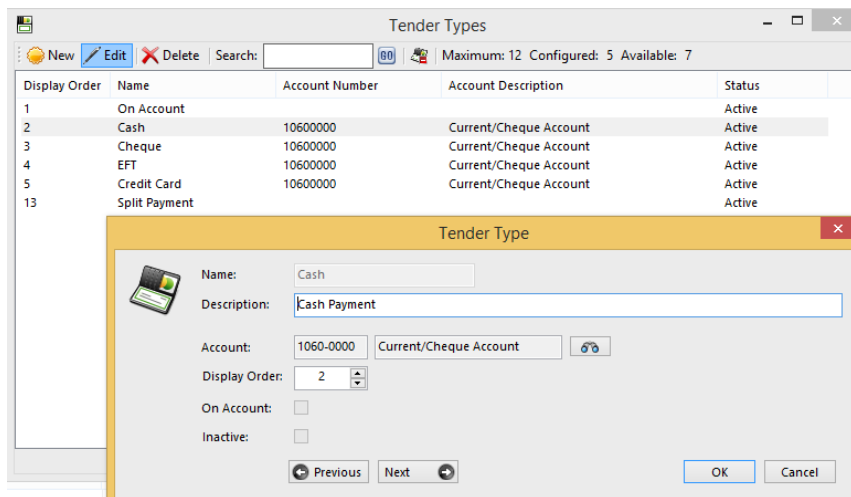 Tender Types
New Edit Delete Search: GO Maximum: 12 Configured: 5 Available: 7
Display Order Name Account Number Account Description Status
1 On Account Active
2 Cash 10600000 Current/Cheque Account Active
3 Cheque 10600000 Current/Cheque Account Active
4 EFT 10600000 Current/Cheque Account Active
5 Credit Card 10600000 Current/Cheque Account Active
13 Split Payment Active
Tender Type
Name: Cash
Description: Cash Payment
Account: 1060-0000 Current/Cheque Account
Display Order: 2
On Account:
Inactive:
Previous Next OK Cancel